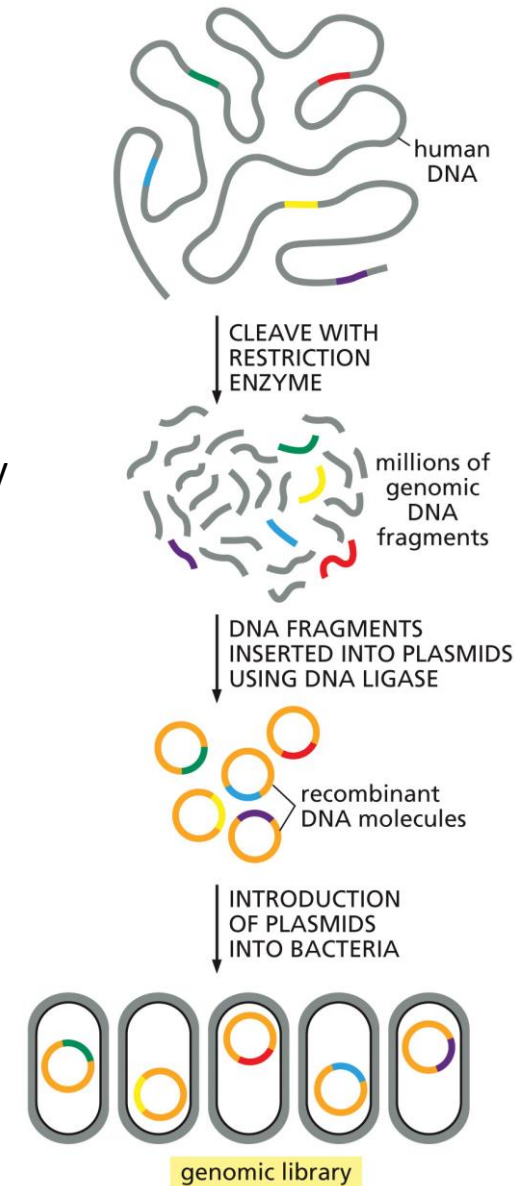 human
DNA
CLEAVE WITH
RESTRICTION
ENZYME
millions of
genomic
DNA
fragments
DNA FRAGMENTS
INSERTED INTO PLASMIDS
USING DNA LIGASE
recombinant
DNA molecules
INTRODUCTION
OF PLASMIDS
INTO BACTERIA
genomic library